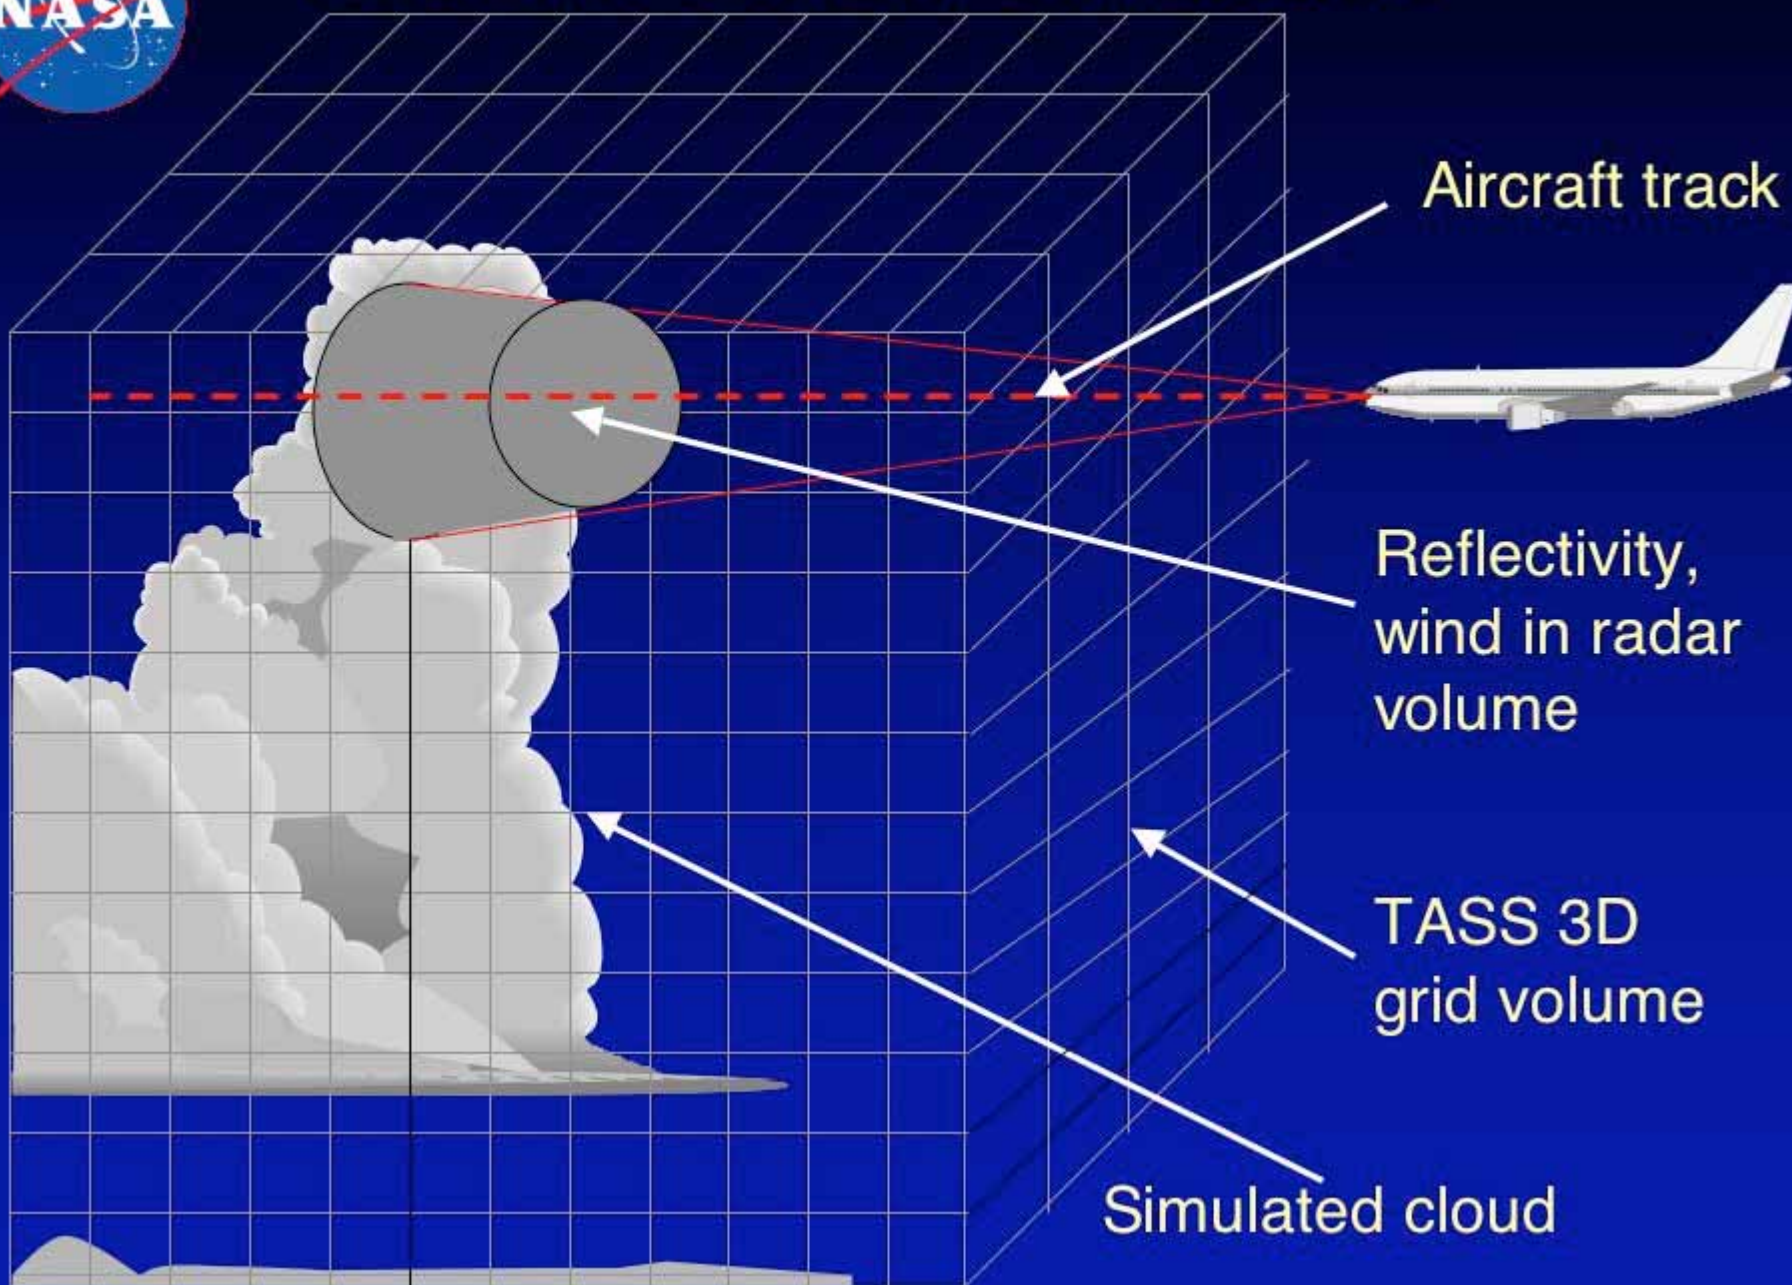 NASA
Aircraft track
Reflectivity,
wind in radar
volume
TASS 3D
grid volume
Simulated cloud